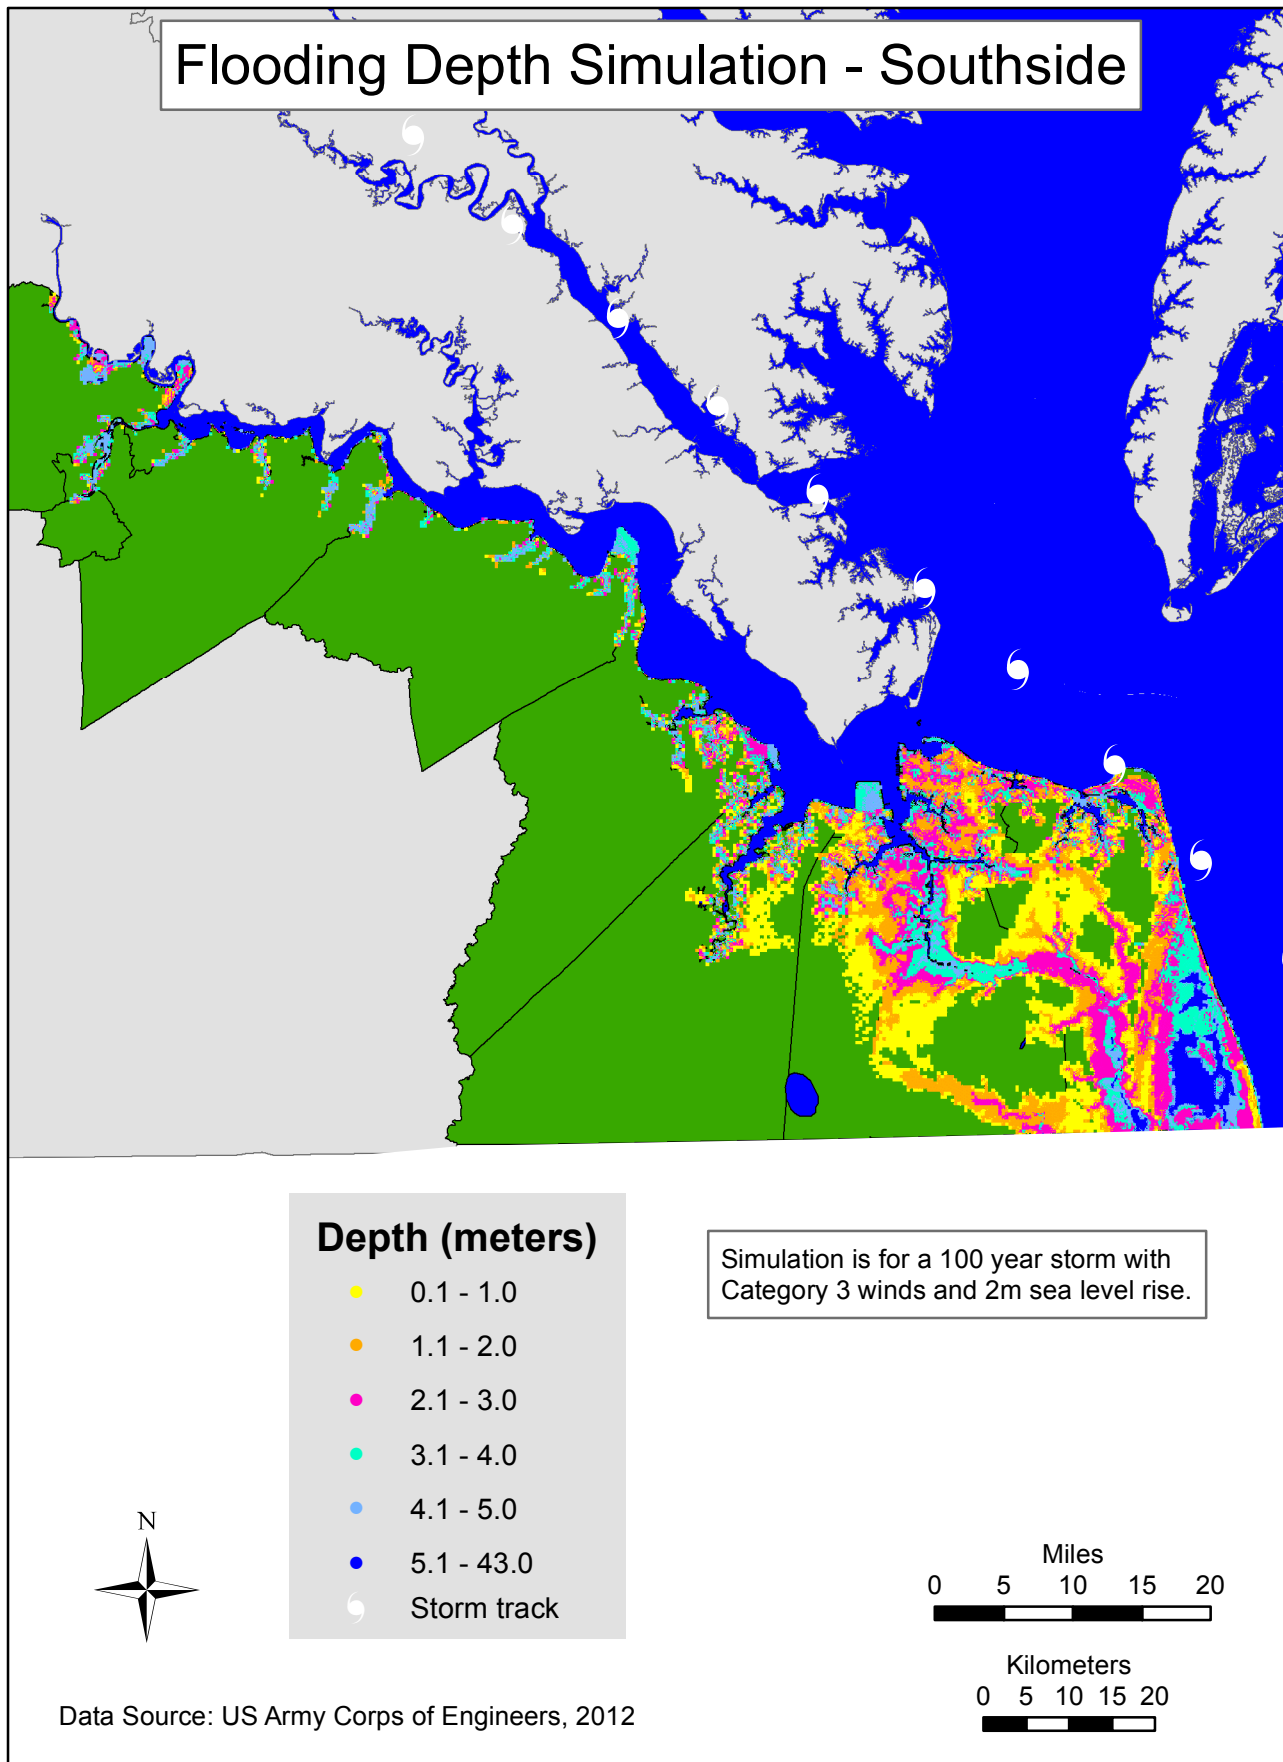 Flooding Depth Simulation - Southside
Depth (meters)
0.1 - 1.0
1.1 - 2.0
2.1 - 3.0
3.1 - 4.0
4.1 - 5.0
5.1 - 43.0
Storm track
Simulation is for a 100 year storm with
Category 3 winds and 2m sea level rise.
N
Miles
0 5 10 15 20
Kilometers
0 5 10 15 20
Data Source: US Army Corps of Engineers, 2012